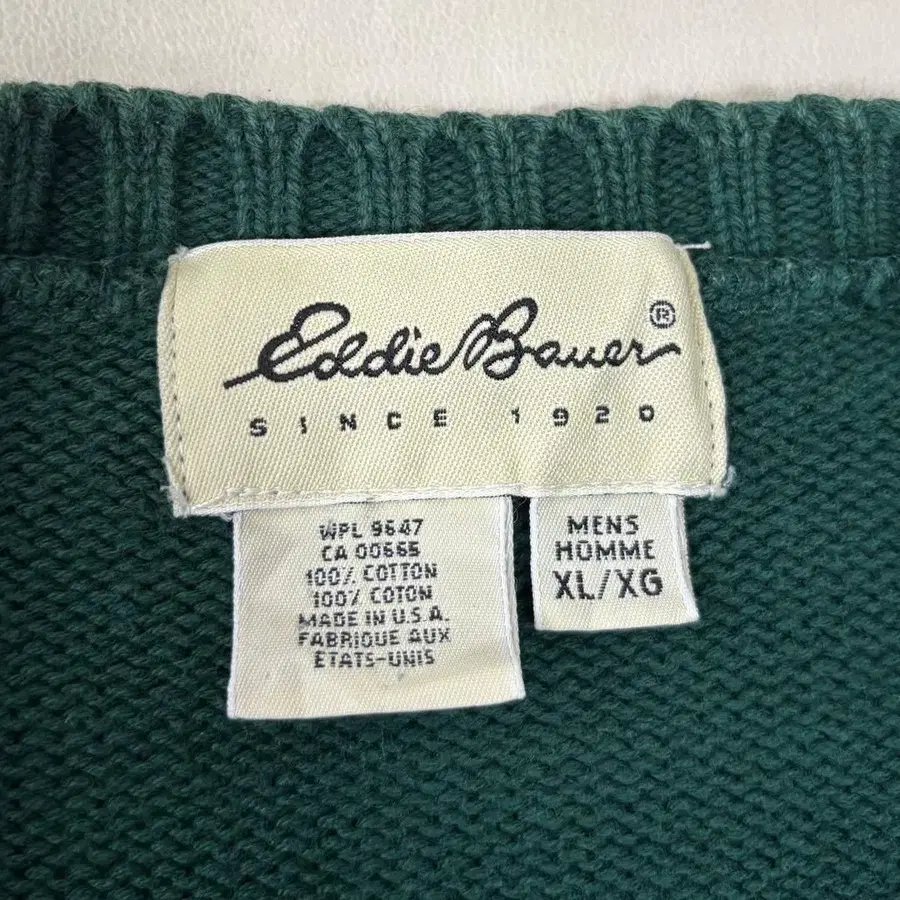 Eddie Bauer®
SINCE 1920
WPL 9647
CA 00665
100% COTTON
100% COTON
MADE IN U.S.A.
FABRIQUE AUX
ETATS-UNIS
MENS
HOMME
XL/XG